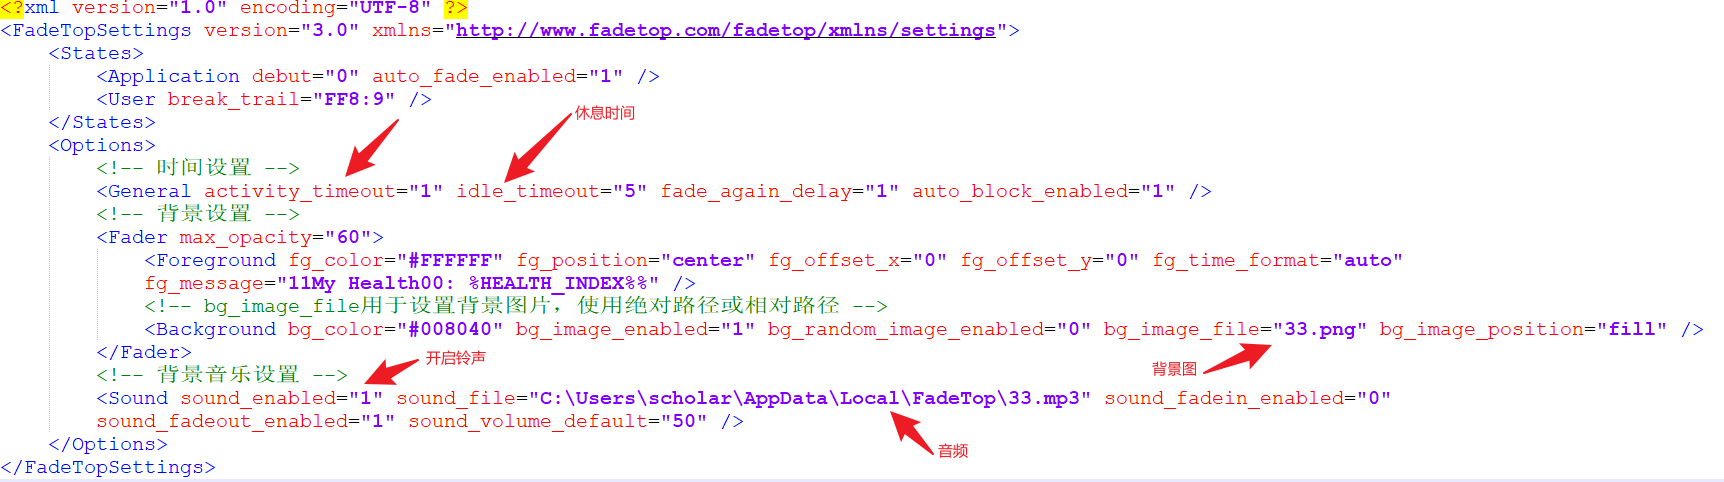 <?xml version="1.0" encoding="UTF-8" ?>
<FadeTopSettings version="3.0" xmlns="http://www.fadetop.com/fadetop/xmlns/settings">
<States>
<Application debut="0" auto_fade_enabled="1" />
<User break_trail="FF8:9" />
休息时间
</States>
<Options>
<!-- 时间设置 -->
<General activity_timeout="1" idle_timeout="5" fade_again_delay="1" auto_block_enabled="1" />
<!-- 背景设置 -->
<Fader max_opacity="60">
<Foreground fg_color="#FFFFFF" fg_position="center" fg_offset_x="0" fg_offset_y="0" fg_time_format="auto"
fg_message="11My Health00: %HEALTH_INDEX%%" />
<!-- bg_image_file用于设置背景图片，使用绝对路径或相对路径 -->
<Background bg_color="#008040" bg_image_enabled="1" bg_random_image_enabled="0" bg_image_file="33.png" bg_image_position="fill" />
</Fader>
开启铃声
背景图
<!-- 背景音乐设置 -->
<Sound sound_enabled="1" sound_file="C:\Users\scholar\AppData\Local\FadeTop\33.mp3" sound_fadein_enabled="0"
sound_fadeout_enabled="1" sound_volume_default="50" />
</Options>
音频
</FadeTopSettings>